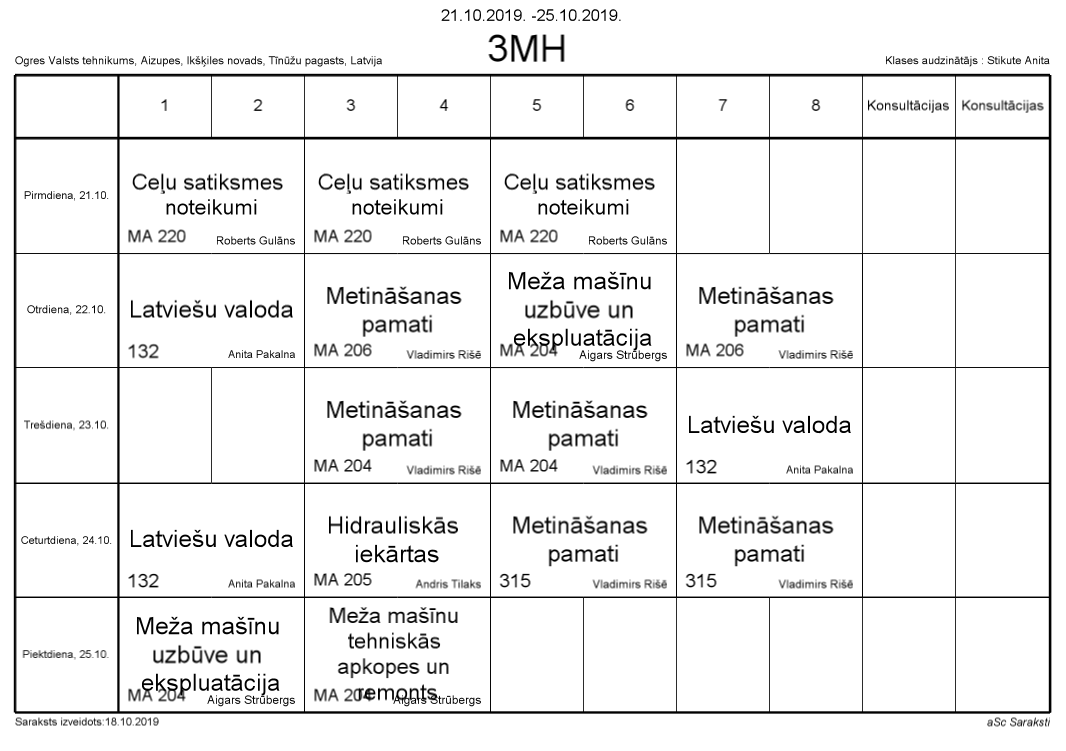 21.10.2019. -25.10.2019.
3MH
Ogres Valsts tehnikums, Aizupes, Ikšķiles novads, Tīnūžu pagasts, Latvija
Klases audzinātājs : Stikute Anita
1 2 3 4 5 6 7 8 Konsultācijas Konsultācijas
Pirmdiena, 21.10.
Ceļu satiksmes
noteikumi
MA 220 Roberts Gulāns
Ceļu satiksmes
noteikumi
MA 220 Roberts Gulāns
Ceļu satiksmes
noteikumi
MA 220 Roberts Gulāns
Otrdiena, 22.10.
Latviešu valoda
132 Anita Pakalna
Metināšanas
pamati
MA 206 Vladimirs Rišē
Meža mašīnu
uzbūve un
ekspluatācija
MA 204 Aigars Strūbergs
Metināšanas
pamati
MA 206 Vladimirs Rišē
Trešdiena, 23.10.
Metināšanas
pamati
MA 204 Vladimirs Rišē
Metināšanas
pamati
MA 204 Vladimirs Rišē
Latviešu valoda
132 Anita Pakalna
Ceturtdiena, 24.10.
Latviešu valoda
132 Anita Pakalna
Hidrauliskās
iekārtas
MA 205 Andris Tilaks
Metināšanas
pamati
315 Vladimirs Rišē
Metināšanas
pamati
315 Vladimirs Rišē
Piektdiena, 25.10.
Meža mašīnu
uzbūve un
ekspluatācija
MA 204 Aigars Strūbergs
Meža mašīnu
tehniskās
apkopes un
remonts
MA 204 Aigars Strūbergs
Saraksts izveidots:18.10.2019
aSc Saraksti